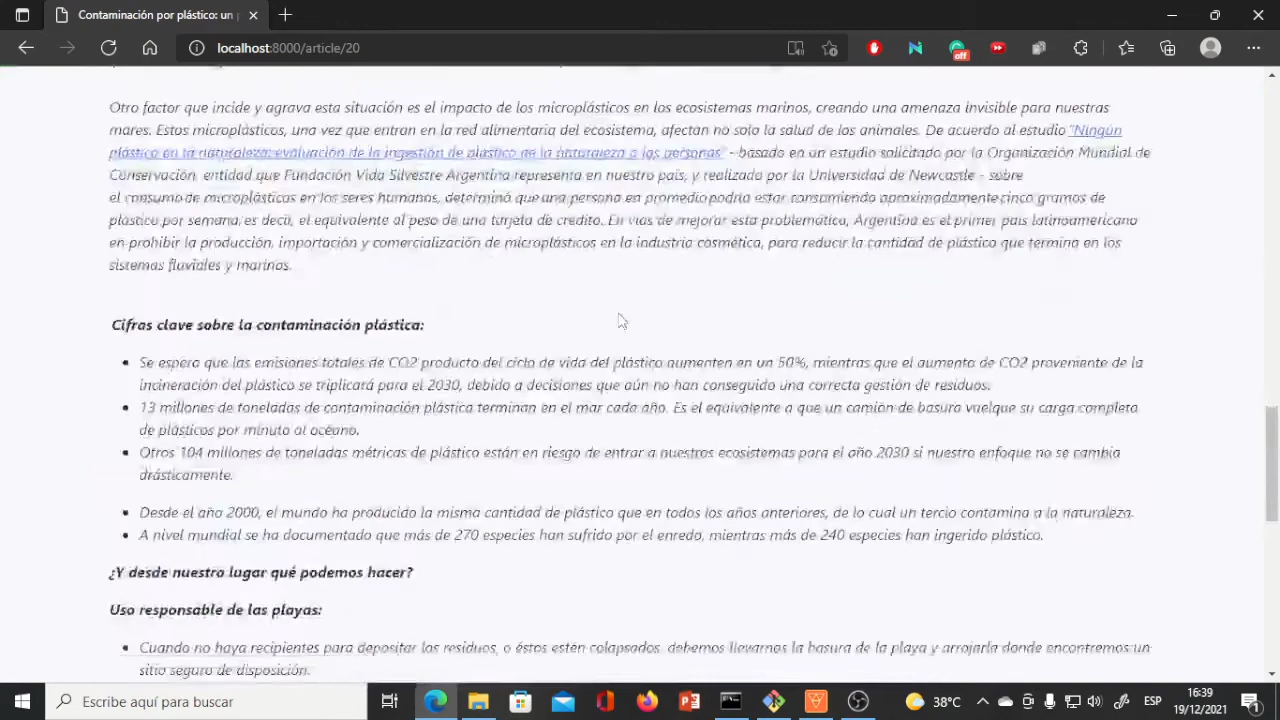 Contaminación por plástico: un p
localhost:8000/article/20
off
Otro factor que incide y agrava esta situación es el impacto de los microplásticos en los ecosistemas marinos, creando una amenaza invisible para nuestras
mares. Estos microplásticos, una vez que entran en la red alimentaria del ecosistema, afectan no solo la salud de los animales. De acuerdo al estudio "Ningún
plástico en la naturaleza: evaluación de la ingestión de plástico en la naturaleza a las personas" - basado en un estudio solicitado por la Organización Mundial de
Conservación, entidad que Fundación Vida Silvestre Argentina representa en nuestro país, y realizado por la Universidad de Newcastle - sobre
el consumo de microplásticos en los seres humanos, determinó que una persona en promedio podría estar consumiendo aproximadamente cinco gramos de
plástico por semana, es decir, el equivalente al peso de una tarjeta de crédito. En vías de mejorar esta problemática, Argentina es el primer país latinoamericano
en prohibir la producción, importación y comercialización de microplásticos en la industria cosmética, para reducir la cantidad de plástico que termina en los
sistemas fluviales y marinos.
Cifras clave sobre la contaminación plástica:
Se espera que las emisiones totales de CO2 producto del ciclo de vida del plástico aumenten en un 50%, mientras que el aumento de CO2 proveniente de la
incineración del plástico se triplicará para el 2030, debido a decisiones que aún no han conseguido una correcta gestión de residuos.
13 millones de toneladas de contaminación plástica terminan en el mar cada año. Es el equivalente a que un camión de basura vuelque su carga completa
de plásticos por minuto al océano.
Otros 104 millones de toneladas métricas de plástico están en riesgo de entrar a nuestros ecosistemas para el año 2030 si nuestro enfoque no se cambia
drásticamente.
Desde el año 2000, el mundo ha producido la misma cantidad de plástico que en todos los años anteriores, de lo cual un tercio contamina a la naturaleza.
A nivel mundial se ha documentado que más de 270 especies han sufrido por el enredo, mientras más de 240 especies han ingerido plástico.
¿Y desde nuestro lugar qué podemos hacer?
Uso responsable de las playas:
Cuando no haya recipientes para depositar los residuos, o éstos estén colapsados, debemos llevarnos la basura de la playa y arrojarla donde encontremos un
sitio seguro de disposición.
Escribe aquí para buscar
38°C
ESP
16:39
19/12/2021
1